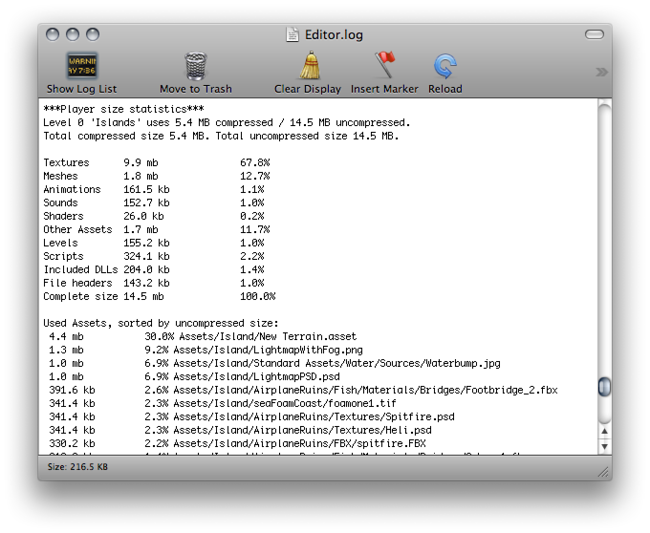 Editor.log
WARNIN
AY7:36
Show Log List Move to Trash Clear Display Insert Marker Reload
***Player size statistics***
Level 0 'Islands' uses 5.4 MB compressed / 14.5 MB uncompressed.
Total compressed size 5.4 MB. Total uncompressed size 14.5 MB.
Textures 9.9 mb 67.8%
Meshes 1.8 mb 12.7%
Animations 161.5 kb 1.1%
Sounds 152.7 kb 1.0%
Shaders 26.0 kb 0.2%
Other Assets 1.7 mb 11.7%
Levels 155.2 kb 1.0%
Scripts 324.1 kb 2.2%
Included DLLs 204.0 kb 1.4%
File headers 143.2 kb 1.0%
Complete size 14.5 mb 100.0%
Used Assets, sorted by uncompressed size:
4.4 mb 30.0% Assets/Island/New Terrain.asset
1.3 mb 9.2% Assets/Island/LightmapWithFog.png
1.0 mb 6.9% Assets/Island/Standard Assets/Water/Sources/Waterbump.jpg
1.0 mb 6.9% Assets/Island/LightmapPSD.psd
391.6 kb 2.6% Assets/Island/AirplaneRuins/Fish/Materials/Bridges/Footbridge_2.fbx
341.4 kb 2.3% Assets/Island/seaFoamCoast/foamone1.tif
341.4 kb 2.3% Assets/Island/AirplaneRuins/Textures/Spitfire.psd
341.4 kb 2.3% Assets/Island/AirplaneRuins/Textures/Heli.psd
330.2 kb 2.2% Assets/Island/AirplaneRuins/FBX/spitfire.FBX
Size: 216.5 KB